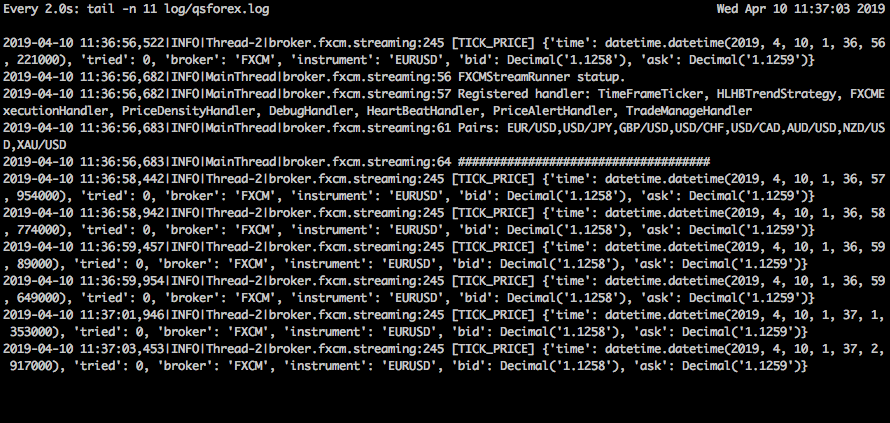 Every 2.0s: tail -n 11 log/qsforex.log Wed Apr 10 11:37:03 2019
2019-04-10 11:36:56,522|INFO|Thread-2|broker.fxcm.streaming:245 [TICK_PRICE] {'time': datetime.datetime(2019, 4, 10, 1, 36, 56
, 221000), 'tried': 0, 'broker': 'FXCM', 'instrument': 'EURUSD', 'bid': Decimal('1.1258'), 'ask': Decimal('1.1259')}
2019-04-10 11:36:56,682|INFO|MainThread|broker.fxcm.streaming:56 FXCMStreamRunner statup.
2019-04-10 11:36:56,682|INFO|MainThread|broker.fxcm.streaming:57 Registered handler: TimeFrameTicker, HLHBTrendStrategy, FXCME
xecutionHandler, PriceDensityHandler, DebugHandler, HeartBeatHandler, PriceAlertHandler, TradeManageHandler
2019-04-10 11:36:56,683|INFO|MainThread|broker.fxcm.streaming:61 Pairs: EUR/USD,USD/JPY,GBP/USD,USD/CHF,USD/CAD,AUD/USD,NZD/US
D,XAU/USD
2019-04-10 11:36:56,683|INFO|MainThread|broker.fxcm.streaming:64 ####################################
2019-04-10 11:36:58,442|INFO|Thread-2|broker.fxcm.streaming:245 [TICK_PRICE] {'time': datetime.datetime(2019, 4, 10, 1, 36, 57
, 954000), 'tried': 0, 'broker': 'FXCM', 'instrument': 'EURUSD', 'bid': Decimal('1.1258'), 'ask': Decimal('1.1259')}
2019-04-10 11:36:58,942|INFO|Thread-2|broker.fxcm.streaming:245 [TICK_PRICE] {'time': datetime.datetime(2019, 4, 10, 1, 36, 58
, 774000), 'tried': 0, 'broker': 'FXCM', 'instrument': 'EURUSD', 'bid': Decimal('1.1258'), 'ask': Decimal('1.1259')}
2019-04-10 11:36:59,457|INFO|Thread-2|broker.fxcm.streaming:245 [TICK_PRICE] {'time': datetime.datetime(2019, 4, 10, 1, 36, 59
, 89000), 'tried': 0, 'broker': 'FXCM', 'instrument': 'EURUSD', 'bid': Decimal('1.1258'), 'ask': Decimal('1.1259')}
2019-04-10 11:36:59,954|INFO|Thread-2|broker.fxcm.streaming:245 [TICK_PRICE] {'time': datetime.datetime(2019, 4, 10, 1, 36, 59
, 649000), 'tried': 0, 'broker': 'FXCM', 'instrument': 'EURUSD', 'bid': Decimal('1.1258'), 'ask': Decimal('1.1259')}
2019-04-10 11:37:01,946|INFO|Thread-2|broker.fxcm.streaming:245 [TICK_PRICE] {'time': datetime.datetime(2019, 4, 10, 1, 37, 1,
 353000), 'tried': 0, 'broker': 'FXCM', 'instrument': 'EURUSD', 'bid': Decimal('1.1258'), 'ask': Decimal('1.1259')}
2019-04-10 11:37:03,453|INFO|Thread-2|broker.fxcm.streaming:245 [TICK_PRICE] {'time': datetime.datetime(2019, 4, 10, 1, 37, 2,
 917000), 'tried': 0, 'broker': 'FXCM', 'instrument': 'EURUSD', 'bid': Decimal('1.1258'), 'ask': Decimal('1.1259')}